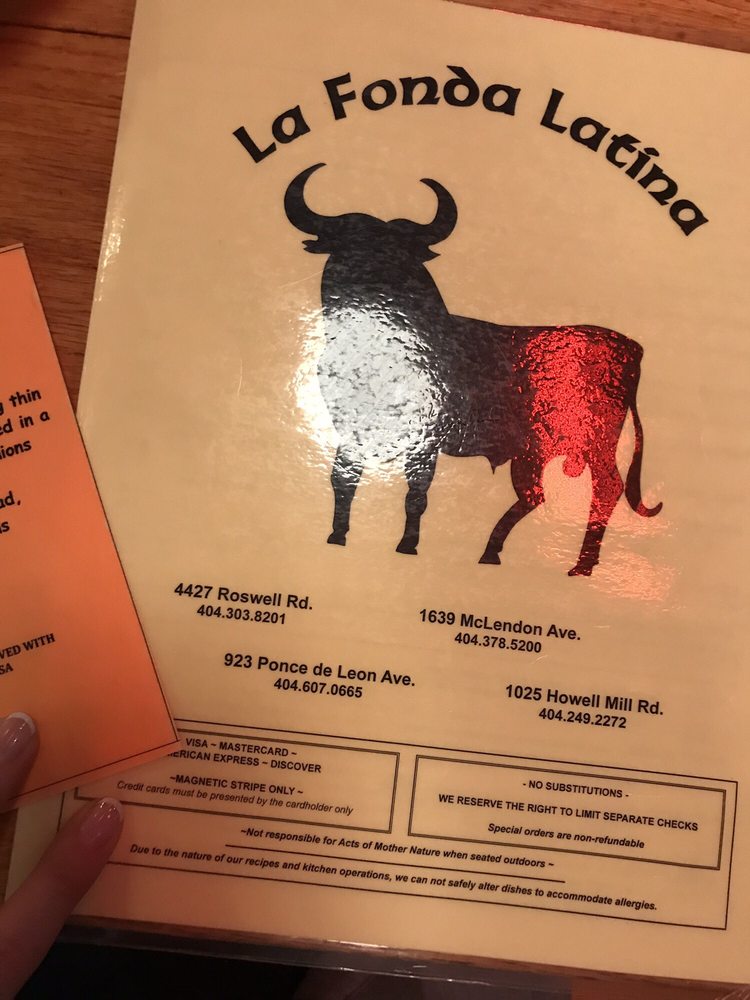 La Fonda Latina
4427 Roswell Rd.
404.303.8201
1639 McLendon Ave.
404.378.5200
923 Ponce de Leon Ave.
404.607.0665
1025 Howell Mill Rd.
404.249.2272
VISA ~ MASTERCARD ~
ERICAN EXPRESS ~ DISCOVER
~MAGNETIC STRIPE ONLY ~
Credit cards must be presented by the cardholder only
- NO SUBSTITUTIONS -
WE RESERVE THE RIGHT TO LIMIT SEPARATE CHECKS
Special orders are non-refundable
~Not responsible for Acts of Mother Nature when seated outdoors ~
Due to the nature of our recipes and kitchen operations, we can not safely alter dishes to accommodate allergies.
g thin
ed in a
ions
ad,
s
VED WITH
SA